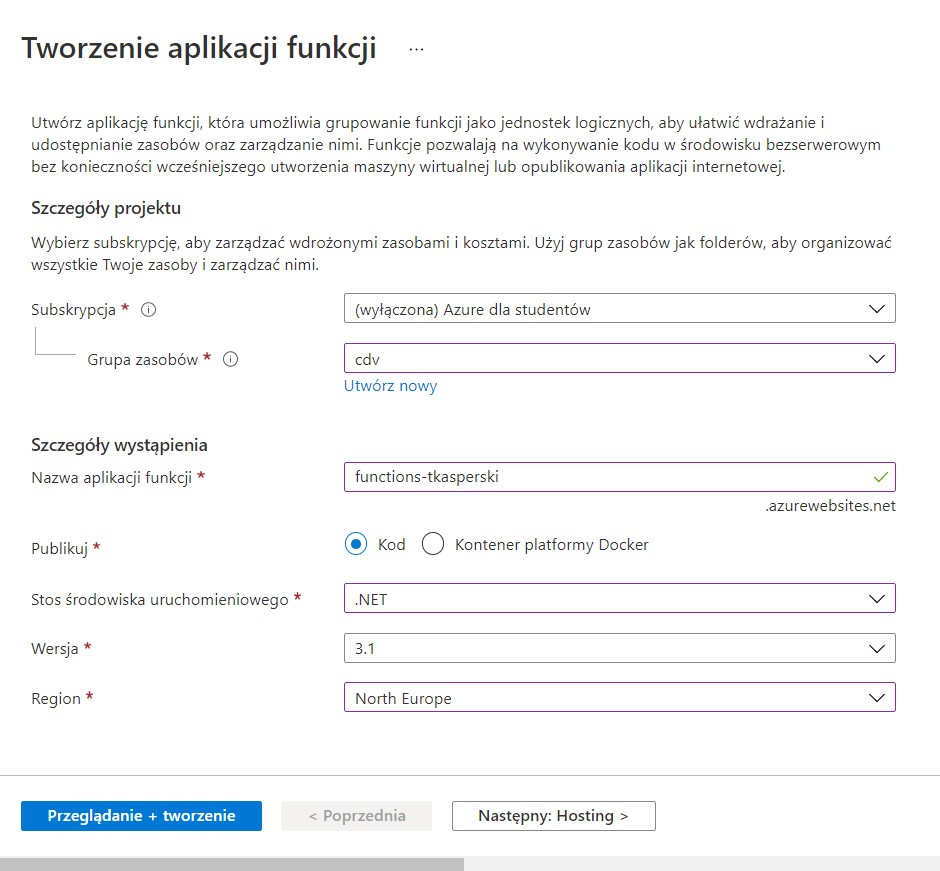 Tworzenie aplikacji funkcji ...
Utwórz aplikację funkcji, która umożliwia grupowanie funkcji jako jednostek logicznych, aby ułatwić wdrażanie i
udostępnianie zasobów oraz zarządzanie nimi. Funkcje pozwalają na wykonywanie kodu w środowisku bezserwerowym
bez konieczności wcześniejszego utworzenia maszyny wirtualnej lub opublikowania aplikacji internetowej.
Szczegóły projektu
Wybierz subskrypcję, aby zarządzać wdrożonymi zasobami i kosztami. Użyj grup zasobów jak folderów, aby organizować
wszystkie Twoje zasoby i zarządzać nimi.
Subskrypcja * (wyłączona) Azure dla studentów
Grupa zasobów * cdv
Utwórz nowy
Szczegóły wystąpienia
Nazwa aplikacji funkcji * functions-tkasperski
.azurewebsites.net
Publikuj * Kod Kontener platformy Docker
Stos środowiska uruchomieniowego * .NET
Wersja * 3.1
Region * North Europe
Przeglądanie + tworzenie < Poprzednia Następny: Hosting >